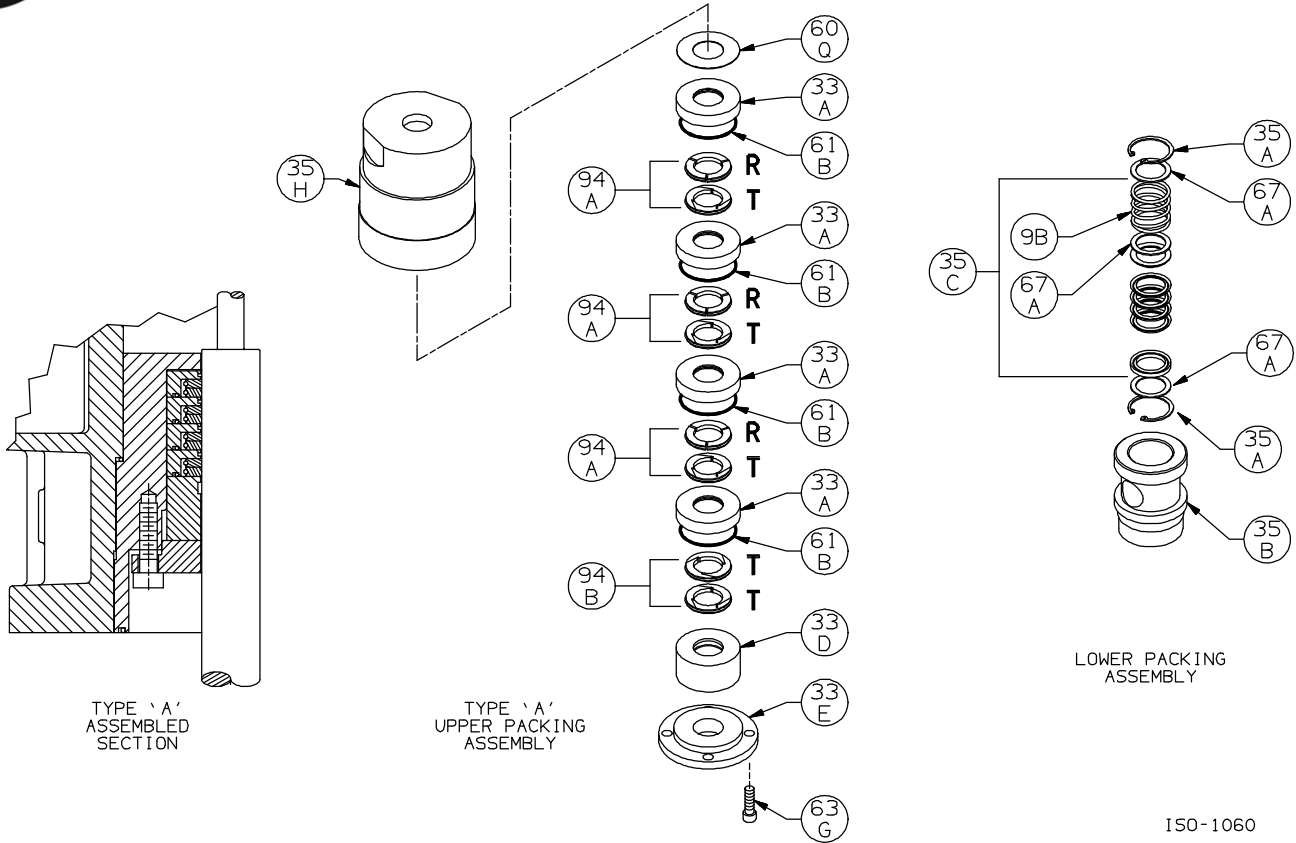 60
Q
33
A
61
B
94
A
R
T
33
A
61
B
94
A
R
T
33
A
61
B
94
A
R
T
33
A
61
B
94
B
T
T
33
D
33
E
63
G
35
H
TYPE 'A'
ASSEMBLED
SECTION
TYPE 'A'
UPPER PACKING
ASSEMBLY
35
A
67
A
9B
67
A
35
C
67
A
35
A
35
B
LOWER PACKING
ASSEMBLY
ISO-1060